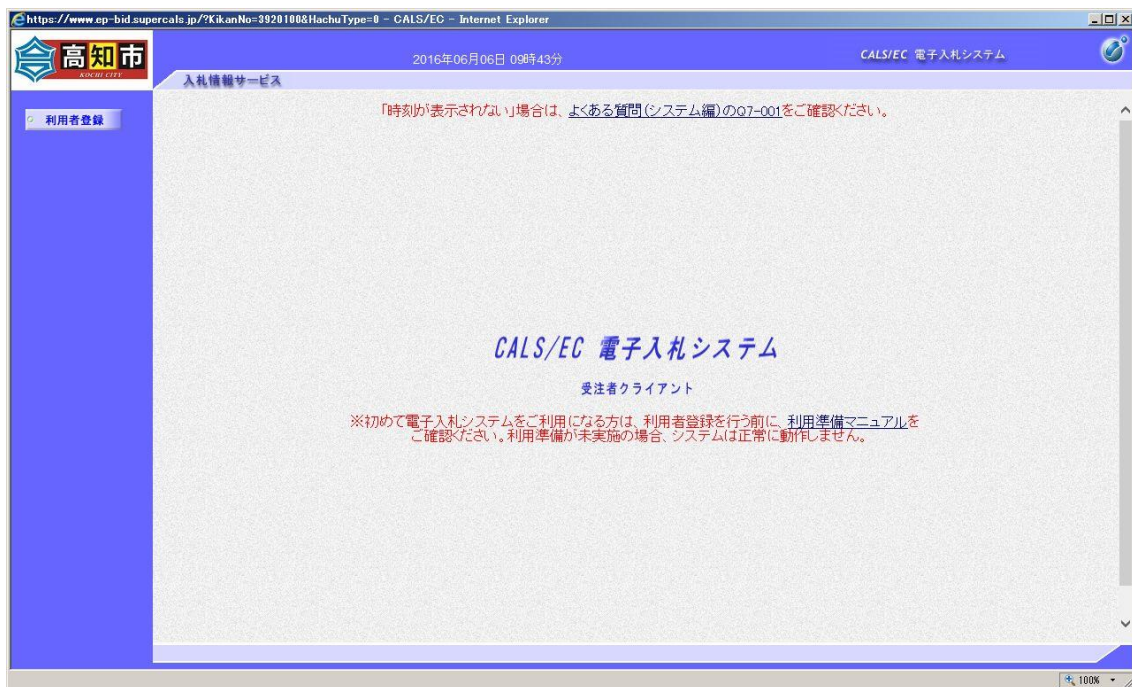 https://www.ep-bid.supercals.jp/?KikanNo=3920100&HachuType=0 - CALS/EC - Internet Explorer
高知市
KOCHI CITY
2016年06月06日 09時43分
CALS/EC 電子入札システム
入札情報サービス
利用者登録
「時刻が表示されない」場合は、よくある質問(システム編)のQ7-001をご確認ください。
CALS/EC 電子入札システム
受注者クライアント
※初めて電子入札システムをご利用になる方は、利用者登録を行う前に、利用準備マニュアルを
ご確認ください。利用準備が未実施の場合、システムは正常に動作しません。
100%